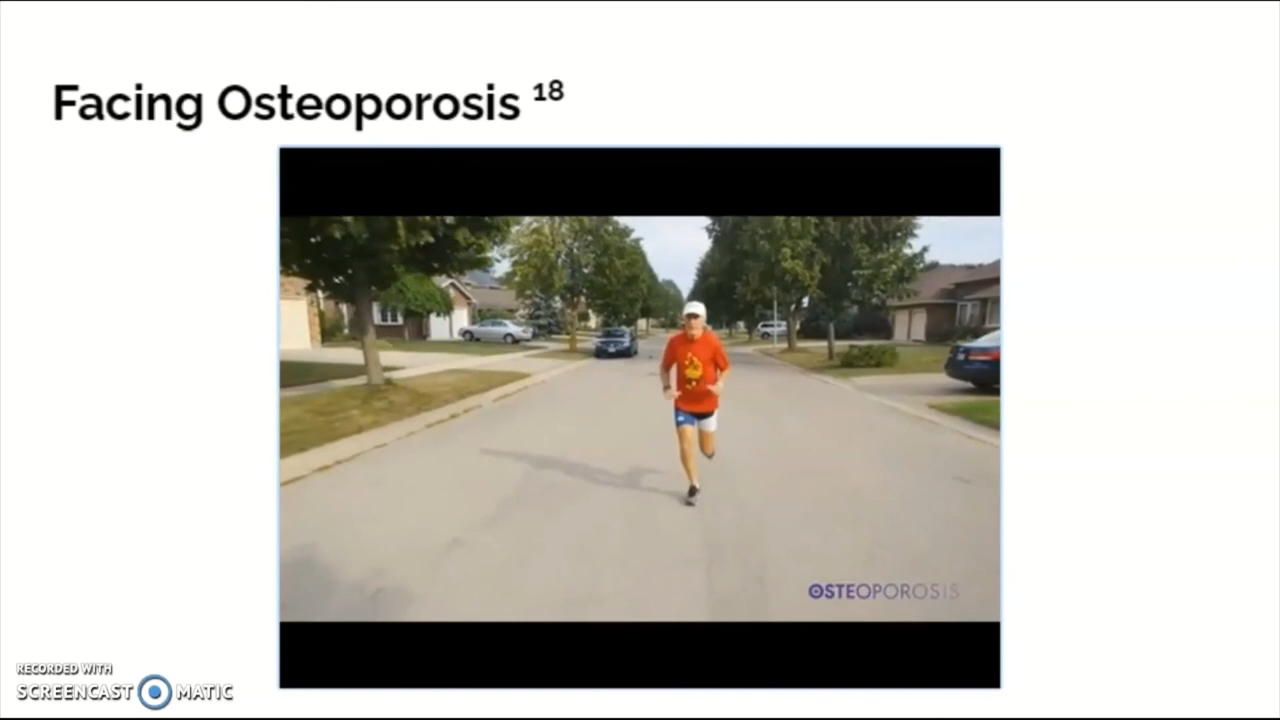 Facing Osteoporosis 18
OSTEOPOROSIS
RECORDED WITH
SCREENCAST MATIC